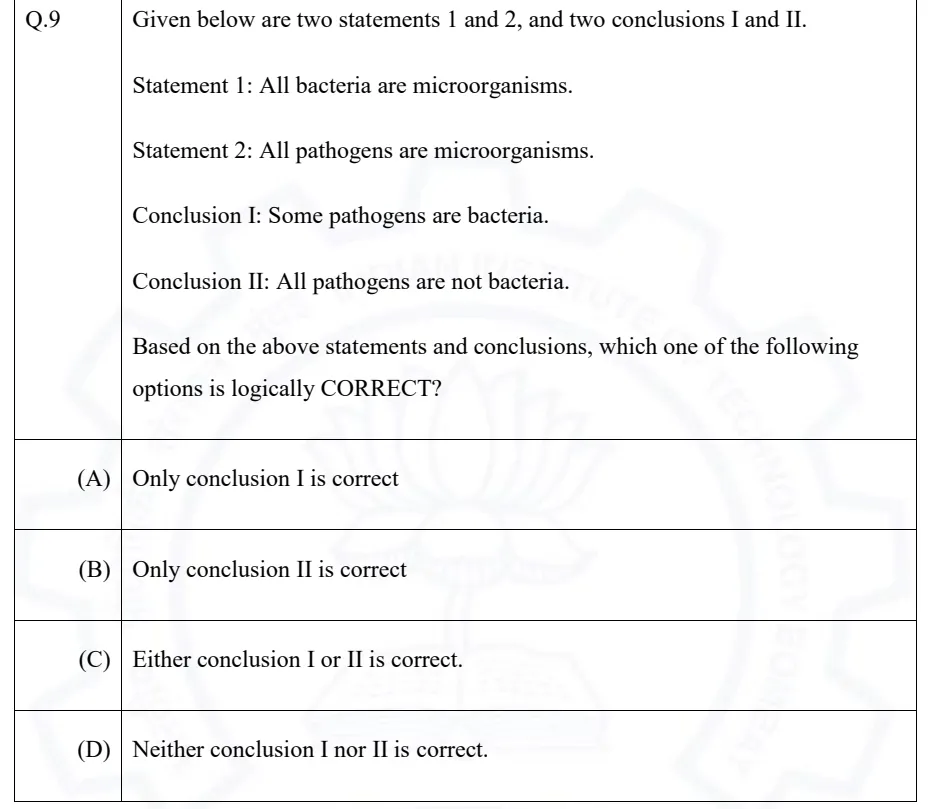 Q.9 Given below are two statements 1 and 2, and two conclusions I and II.
Statement 1: All bacteria are microorganisms.
Statement 2: All pathogens are microorganisms.
Conclusion I: Some pathogens are bacteria.
Conclusion II: All pathogens are not bacteria.
Based on the above statements and conclusions, which one of the following
options is logically CORRECT?
(A) Only conclusion I is correct
(B) Only conclusion II is correct
(C) Either conclusion I or II is correct.
(D) Neither conclusion I nor II is correct.